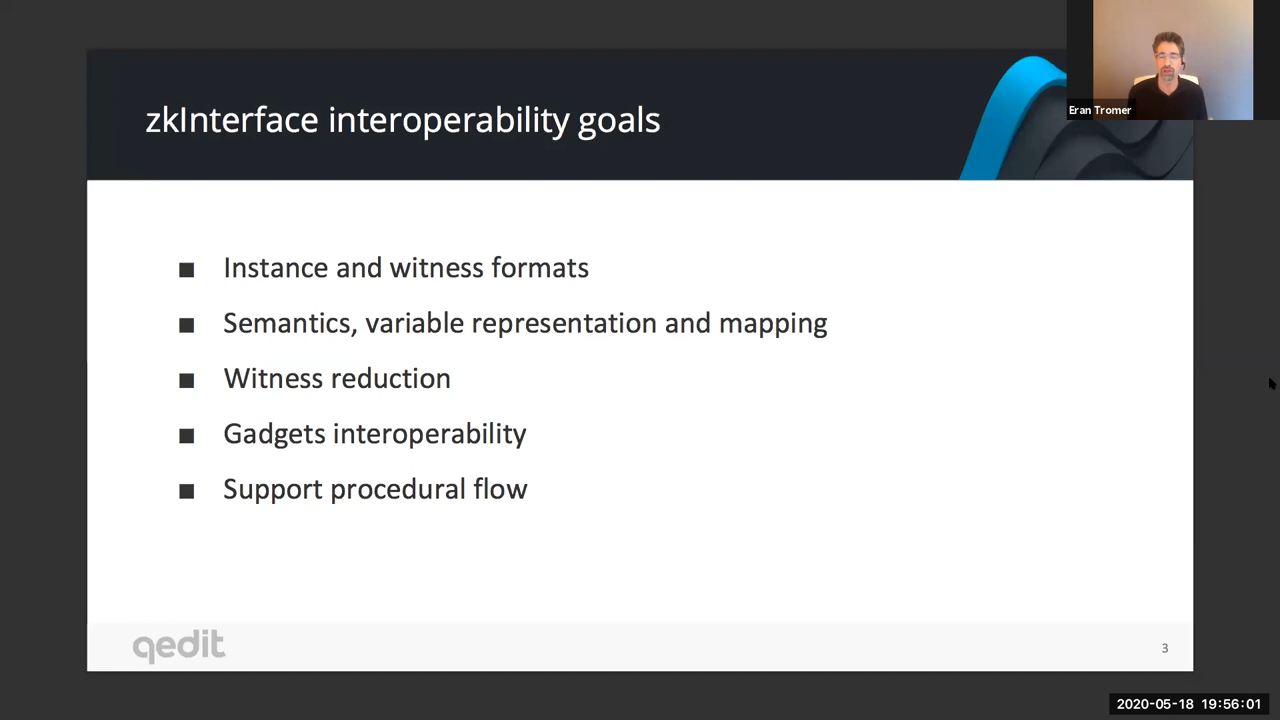 Eran Tromer
zkInterface interoperability goals
Instance and witness formats
Semantics, variable representation and mapping
Witness reduction
Gadgets interoperability
Support procedural flow
qedit
3
2020-05-18 19:56:01